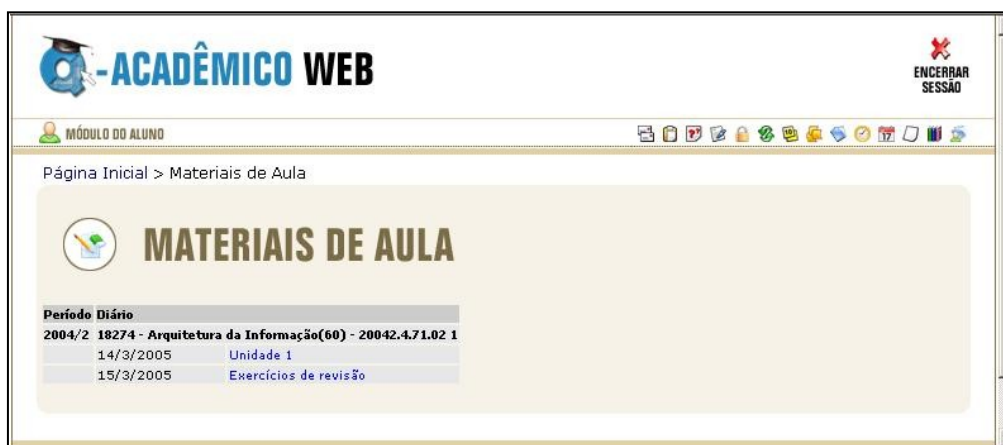 Q-ACADÊMICO WEB
ENCERRAR
SESSÃO
MÓDULO DO ALUNO
17
Página Inicial > Materiais de Aula
MATERIAIS DE AULA
Período Diário
2004/2 18274 - Arquitetura da Informação(60) - 20042.4.71.02 1
14/3/2005 Unidade 1
15/3/2005 Exercícios de revisão